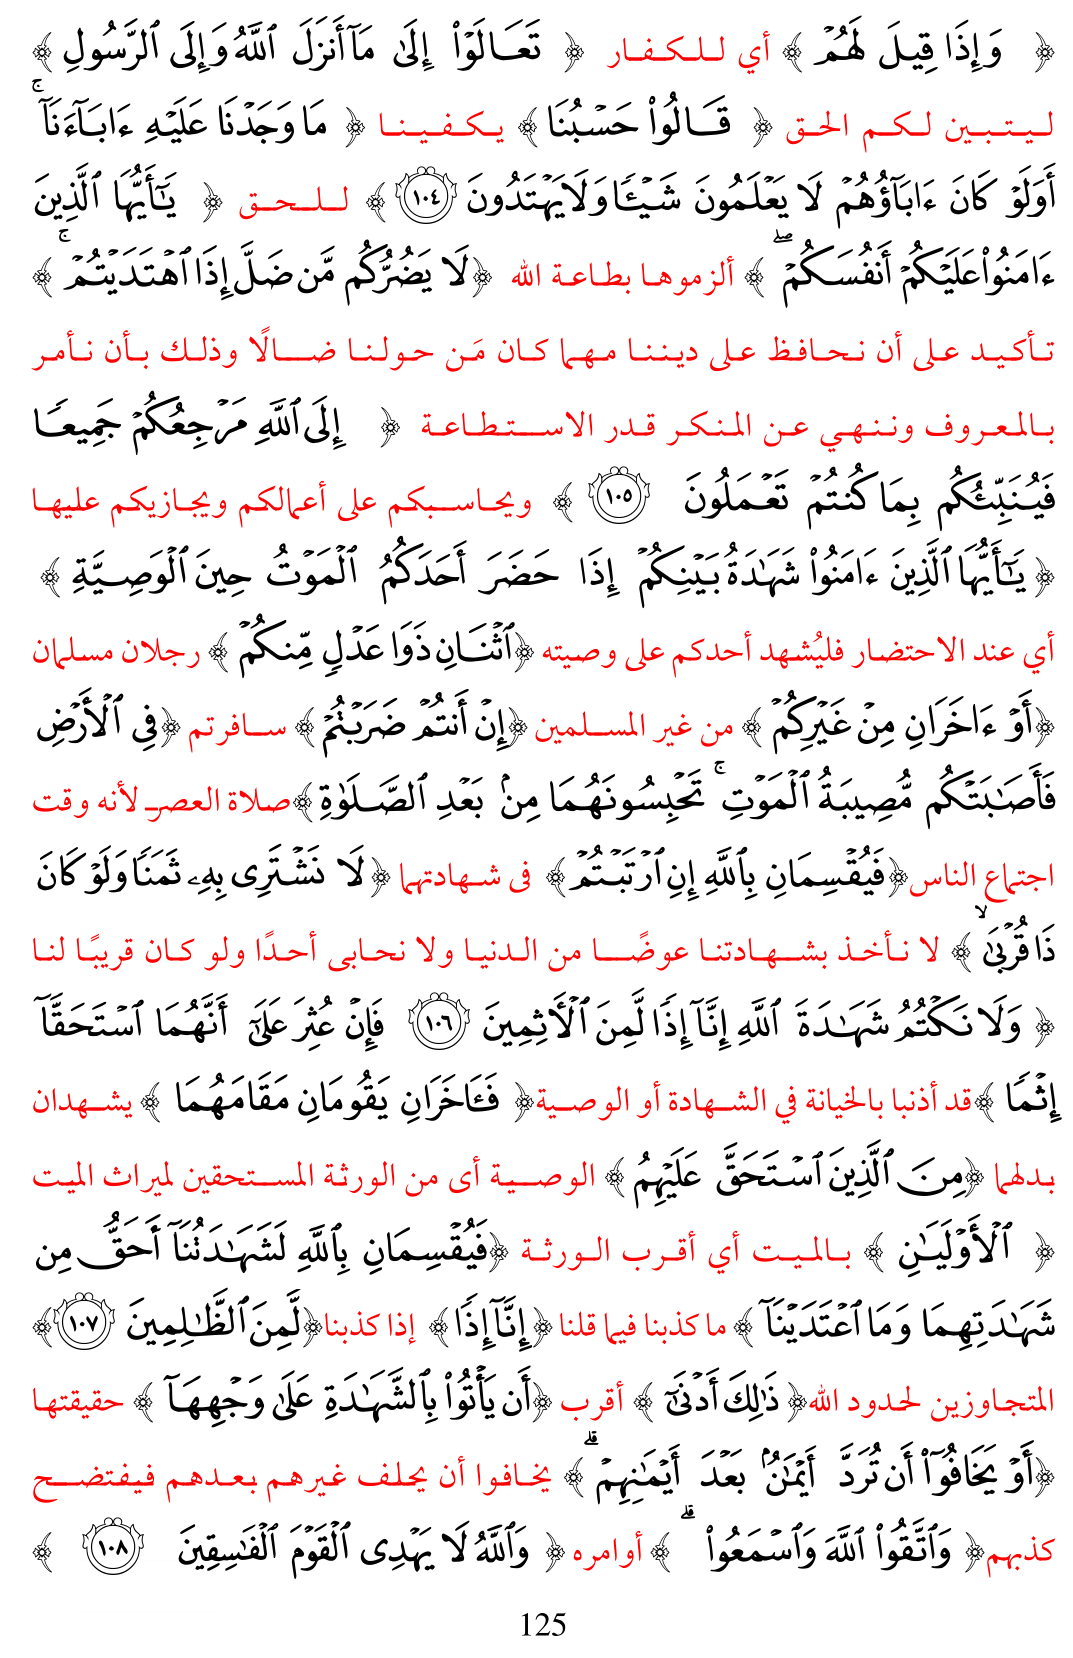 ﴿ وَإِذَا قِيلَ لَهُمۡ ﴾ أي للكفار ﴿ تَعَالَوۡاْ إِلَىٰ مَآ أَنزَلَ ٱللَّهُ وَإِلَى ٱلرَّسُولِ ﴾
ليتبين لكم الحق ﴿ قَالُواْ حَسۡبُنَا ﴾ يكفينا ﴿ مَا وَجَدۡنَا عَلَيۡهِ ءَابَآءَنَآۚ
أَوَلَوۡ كَانَ ءَابَآؤُهُمۡ لَا يَعۡلَمُونَ شَيۡـٔٗا وَلَا يَهۡتَدُونَ ١٠٤ ﴾ للحق ﴿ يَٰٓأَيُّهَا ٱلَّذِينَ
ءَامَنُواْ عَلَيۡكُمۡ أَنفُسَكُمۡۖ ﴾ ألزموها بطاعة الله ﴿لَا يَضُرُّكُم مَّن ضَلَّ إِذَا ٱهۡتَدَيۡتُمۡۚ ﴾
تأكيد على أن نحافظ على ديننا مهما كان مَن حولنا ضالًا وذلك بأن نأمر
بالمعروف وننهي عن المنكر قدر الاستطاعة ﴿ إِلَى ٱللَّهِ مَرۡجِعُكُمۡ جَمِيعٗا
فَيُنَبِّئُكُم بِمَا كُنتُمۡ تَعۡمَلُونَ ١٠٥ ﴾ ويحاسبكم على أعمالكم ويجازيكم عليها
﴿ يَٰٓأَيُّهَا ٱلَّذِينَ ءَامَنُواْ شَهَٰدَةُ بَيۡنِكُمۡ إِذَا حَضَرَ أَحَدَكُمُ ٱلۡمَوۡتُ حِينَ ٱلۡوَصِيَّةِ ﴾
أي عند الاحتضار فليُشهد أحدكم على وصيته ﴿ٱثۡنَانِ ذَوَا عَدۡلٖ مِّنكُمۡ ﴾ رجلان مسلمان
﴿أَوۡ ءَاخَرَانِ مِنۡ غَيۡرِكُمۡ ﴾ من غير المسلمين ﴿إِنۡ أَنتُمۡ ضَرَبۡتُمۡ﴾ سافرتم ﴿فِي ٱلۡأَرۡضِ
فَأَصَٰبَتۡكُم مُّصِيبَةُ ٱلۡمَوۡتِۚ تَحۡبِسُونَهُمَا مِنۢ بَعۡدِ ٱلصَّلَوٰةِ﴾صلاة العصر لأنه وقت
اجتماع الناس﴿فَيُقۡسِمَانِ بِٱللَّهِ إِنِ ٱرۡتَبۡتُمۡ﴾ فى شهادتهما ﴿لَا نَشۡتَرِي بِهِۦ ثَمَنٗا وَلَوۡ كَانَ
ذَا قُرۡبَىٰۙ ﴾ لا نأخذ بشهادتنا عوضًا من الدنيا ولا نحابى أحدًا ولو كان قريبًا لنا
﴿ وَلَا نَكۡتُمُ شَهَٰدَةَ ٱللَّهِ إِنَّآ إِذٗا لَّمِنَ ٱلۡأٓثِمِينَ ١٠٦ فَإِنۡ عُثِرَ عَلَىٰٓ أَنَّهُمَا ٱسۡتَحَقَّآ
إِثۡمٗا ﴾قد أذنبا بالخيانة في الشهادة أو الوصية﴿ فَـَٔاخَرَانِ يَقُومَانِ مَقَامَهُمَا ﴾ يشهدان
بدلهما ﴿مِنَ ٱلَّذِينَ ٱسۡتَحَقَّ عَلَيۡهِمُ ﴾ الوصية أى من الورثة المستحقين لميراث الميت
﴿ ٱلۡأَوۡلَيَٰنِ ﴾ بالميت أي أقرب الورثة ﴿فَيُقۡسِمَانِ بِٱللَّهِ لَشَهَٰدَتُنَآ أَحَقُّ مِن
شَهَٰدَتِهِمَا وَمَا ٱعۡتَدَيۡنَآ ﴾ ما كذبنا فيما قلنا ﴿إِنَّآ إِذٗا ﴾ إذا كذبنا﴿لَّمِنَ ٱلظَّٰلِمِينَ ١٠٧﴾
المتجاوزين لحدود الله﴿ ذَٰلِكَ أَدۡنَىٰٓ ﴾ أقرب ﴿أَن يَأۡتُواْ بِٱلشَّهَٰدَةِ عَلَىٰ وَجۡهِهَآ ﴾ حقيقتها
﴿أَوۡ يَخَافُوٓاْ أَن تُرَدَّ أَيۡمَٰنُۢ بَعۡدَ أَيۡمَٰنِهِمۡۗ ﴾ يخافوا أن يحلف غيرهم بعدهم فيفتضح
كذبهم﴿ وَٱتَّقُواْ ٱللَّهَ وَٱسۡمَعُواْۗ ﴾ أوامره ﴿ وَٱللَّهُ لَا يَهۡدِي ٱلۡقَوۡمَ ٱلۡفَٰسِقِينَ ١٠٨ ﴾
125